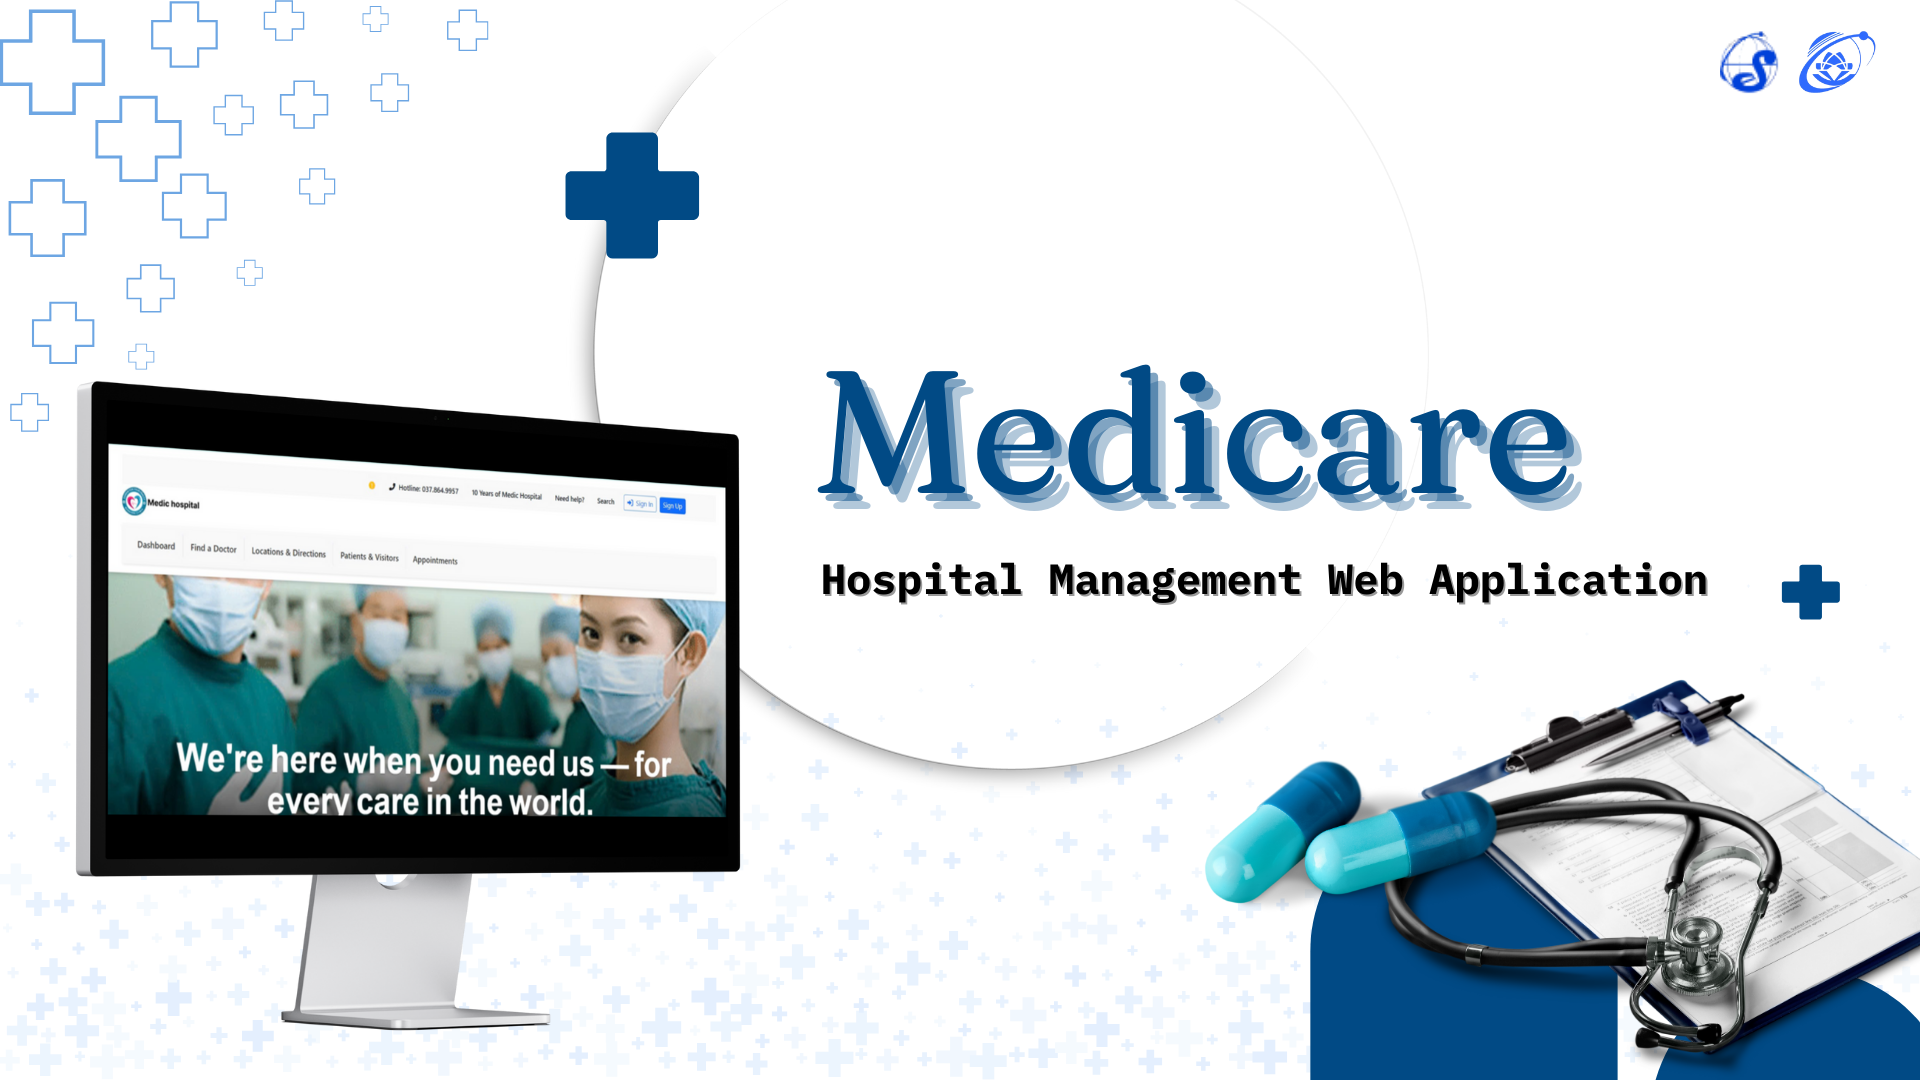 Medicare
Hospital Management Web Application
Hotline: 037.864.9957
10 Years of Medic Hospital
Need help?
Search
Sign In
Sign Up
Medic hospital
Dashboard
Find a Doctor
Locations & Directions
Patients & Visitors
Appointments
We're here when you need us — for
every care in the world.